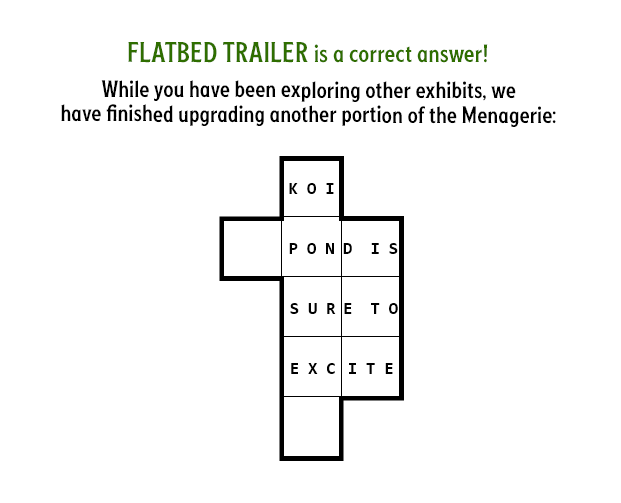 FLATBED TRAILER is a correct answer!
While you have been exploring other exhibits, we
have finished upgrading another portion of the Menagerie:
KOI
POND IS
SURE TO
EXCITE